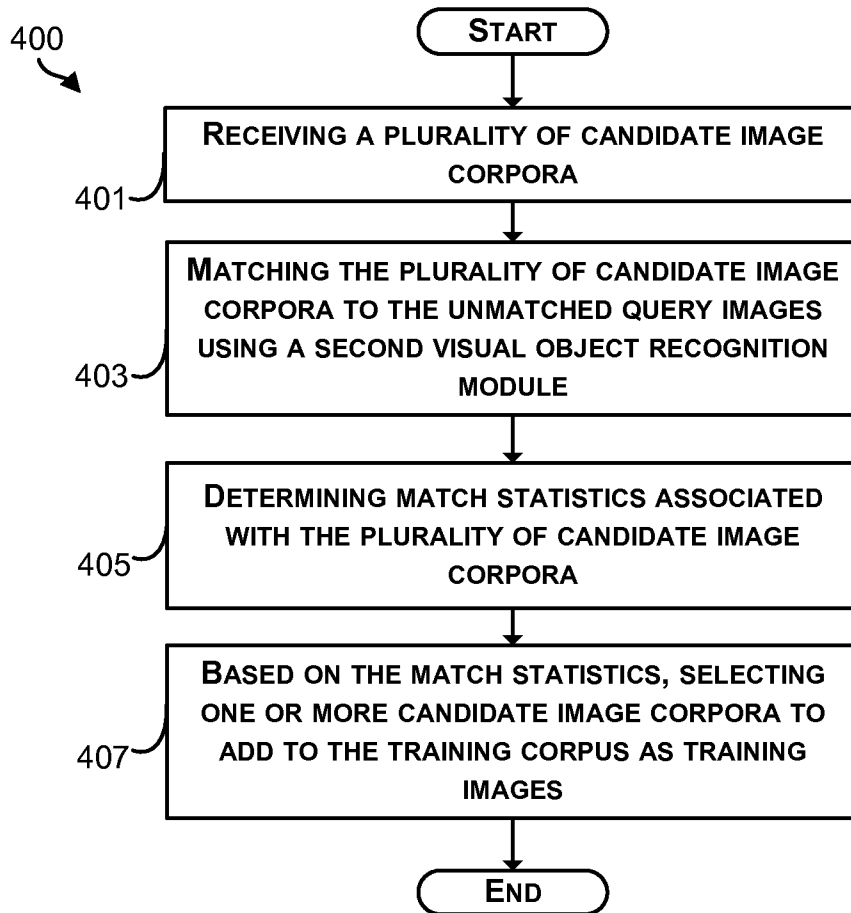 START
400
RECEIVING A PLURALITY OF CANDIDATE IMAGE
CORPORA
401
MATCHING THE PLURALITY OF CANDIDATE IMAGE
CORPORA TO THE UNMATCHED QUERY IMAGES
USING A SECOND VISUAL OBJECT RECOGNITION
MODULE
403
DETERMINING MATCH STATISTICS ASSOCIATED
WITH THE PLURALITY OF CANDIDATE IMAGE
CORPORA
405
BASED ON THE MATCH STATISTICS, SELECTING
ONE OR MORE CANDIDATE IMAGE CORPORA TO
ADD TO THE TRAINING CORPUS AS TRAINING
IMAGES
407
END